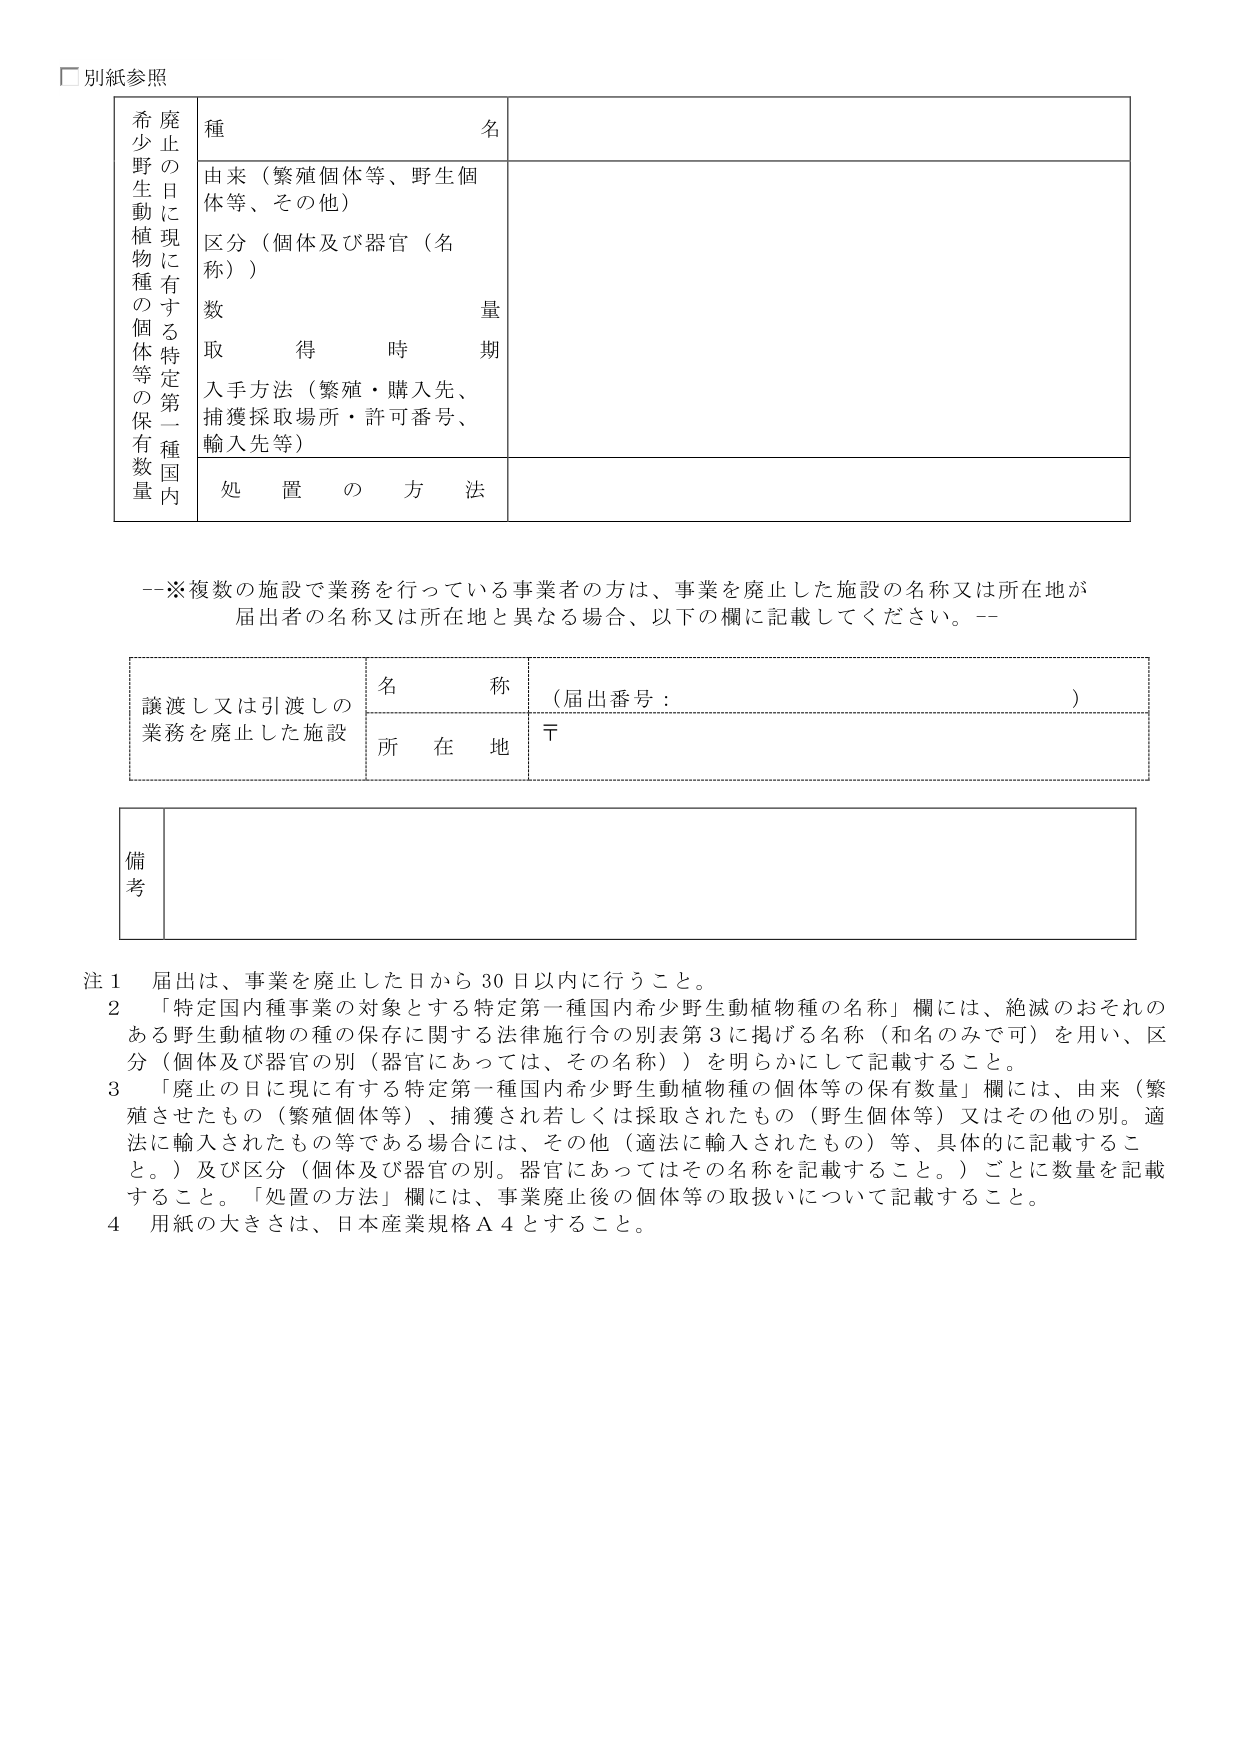 別紙参照
廃止の日に現に有する特定第一種国内
希少野生動植物種の個体等の保有数量
種名
由来（繁殖個体等、野生個
体等、その他）
区分（個体及び器官（名
称））
数量
取得時期
入手方法（繁殖・購入先、
捕獲採取場所・許可番号、
輸入先等）
処置の方法
--※複数の施設で業務を行っている事業者の方は、事業を廃止した施設の名称又は所在地が
届出者の名称又は所在地と異なる場合、以下の欄に記載してください。--
譲渡し又は引渡しの
業務を廃止した施設
名称
（届出番号：　　　　　）
所在地
〒
備
考
注１　届出は、事業を廃止した日から 30 日以内に行うこと。
２　「特定国内種事業の対象とする特定第一種国内希少野生動植物種の名称」欄には、絶滅のおそれの
ある野生動植物の種の保存に関する法律施行令の別表第３に掲げる名称（和名のみで可）を用い、区
分（個体及び器官の別（器官にあっては、その名称））を明らかにして記載すること。
３　「廃止の日に現に有する特定第一種国内希少野生動植物種の個体等の保有数量」欄には、由来（繁
殖させたもの（繁殖個体等）、捕獲され若しくは採取されたもの（野生個体等）又はその他の別。適
法に輸入されたもの等である場合には、その他（適法に輸入されたもの）等、具体的に記載するこ
と。）及び区分（個体及び器官の別。器官にあってはその名称を記載すること。）ごとに数量を記載
すること。「処置の方法」欄には、事業廃止後の個体等の取扱いについて記載すること。
４　用紙の大きさは、日本産業規格Ａ４とすること。